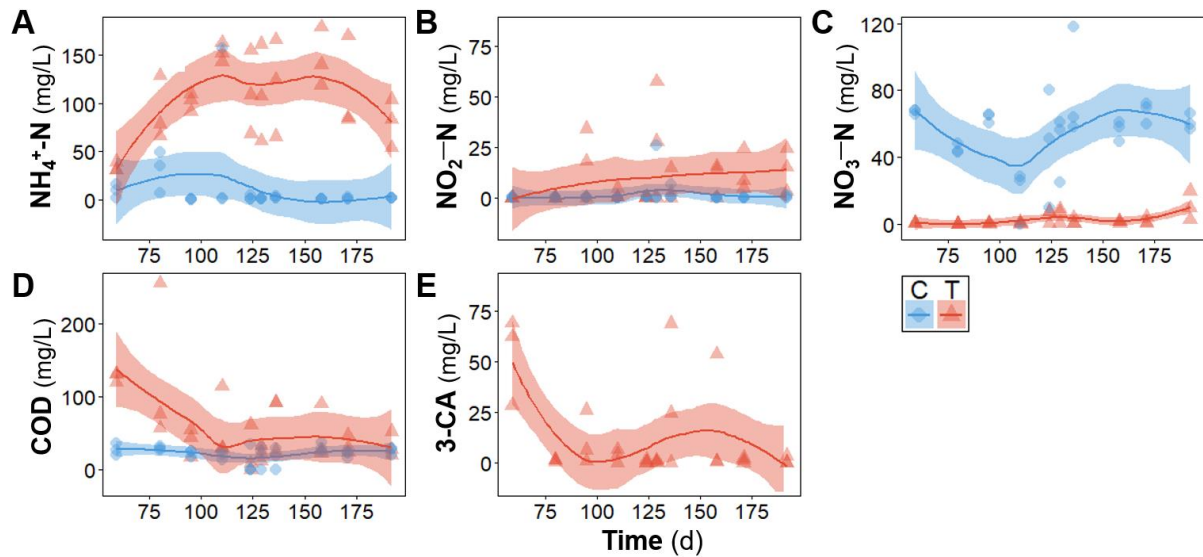 A
NH₄⁺-N (mg/L)
150
100
50
0
75 100 125 150 175
B
NO₂—N (mg/L)
75
50
25
0
75 100 125 150 175
C
NO₃—N (mg/L)
120
80
40
0
75 100 125 150 175
D
COD (mg/L)
200
100
0
75 100 125 150 175
E
3-CA (mg/L)
75
50
25
0
75 100 125 150 175
C T
Time (d)